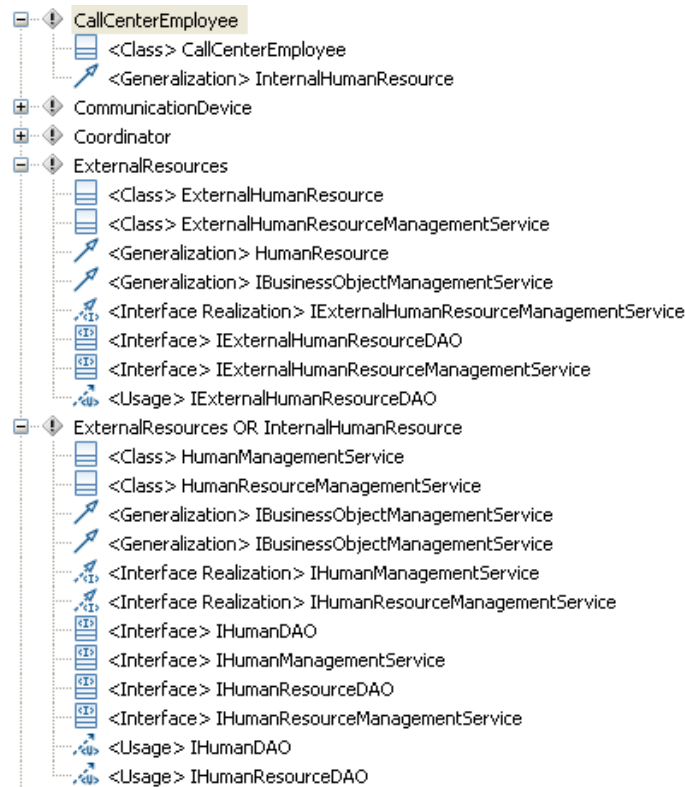 CallCenterEmployee
<Class> CallCenterEmployee
<Generalization> InternalHumanResource
CommunicationDevice
Coordinator
ExternalResources
<Class> ExternalHumanResource
<Class> ExternalHumanResourceManagementService
<Generalization> HumanResource
<Generalization> IBusinessObjectManagementService
<Interface Realization> IExternalHumanResourceManagementService
<Interface> IExternalHumanResourceDAO
<Interface> IExternalHumanResourceManagementService
<Usage> IExternalHumanResourceDAO
ExternalResources OR InternalHumanResource
<Class> HumanManagementService
<Class> HumanResourceManagementService
<Generalization> IBusinessObjectManagementService
<Generalization> IBusinessObjectManagementService
<Interface Realization> IHumanManagementService
<Interface Realization> IHumanResourceManagementService
<Interface> IHumanDAO
<Interface> IHumanManagementService
<Interface> IHumanResourceDAO
<Interface> IHumanResourceManagementService
<Usage> IHumanDAO
<Usage> IHumanResourceDAO